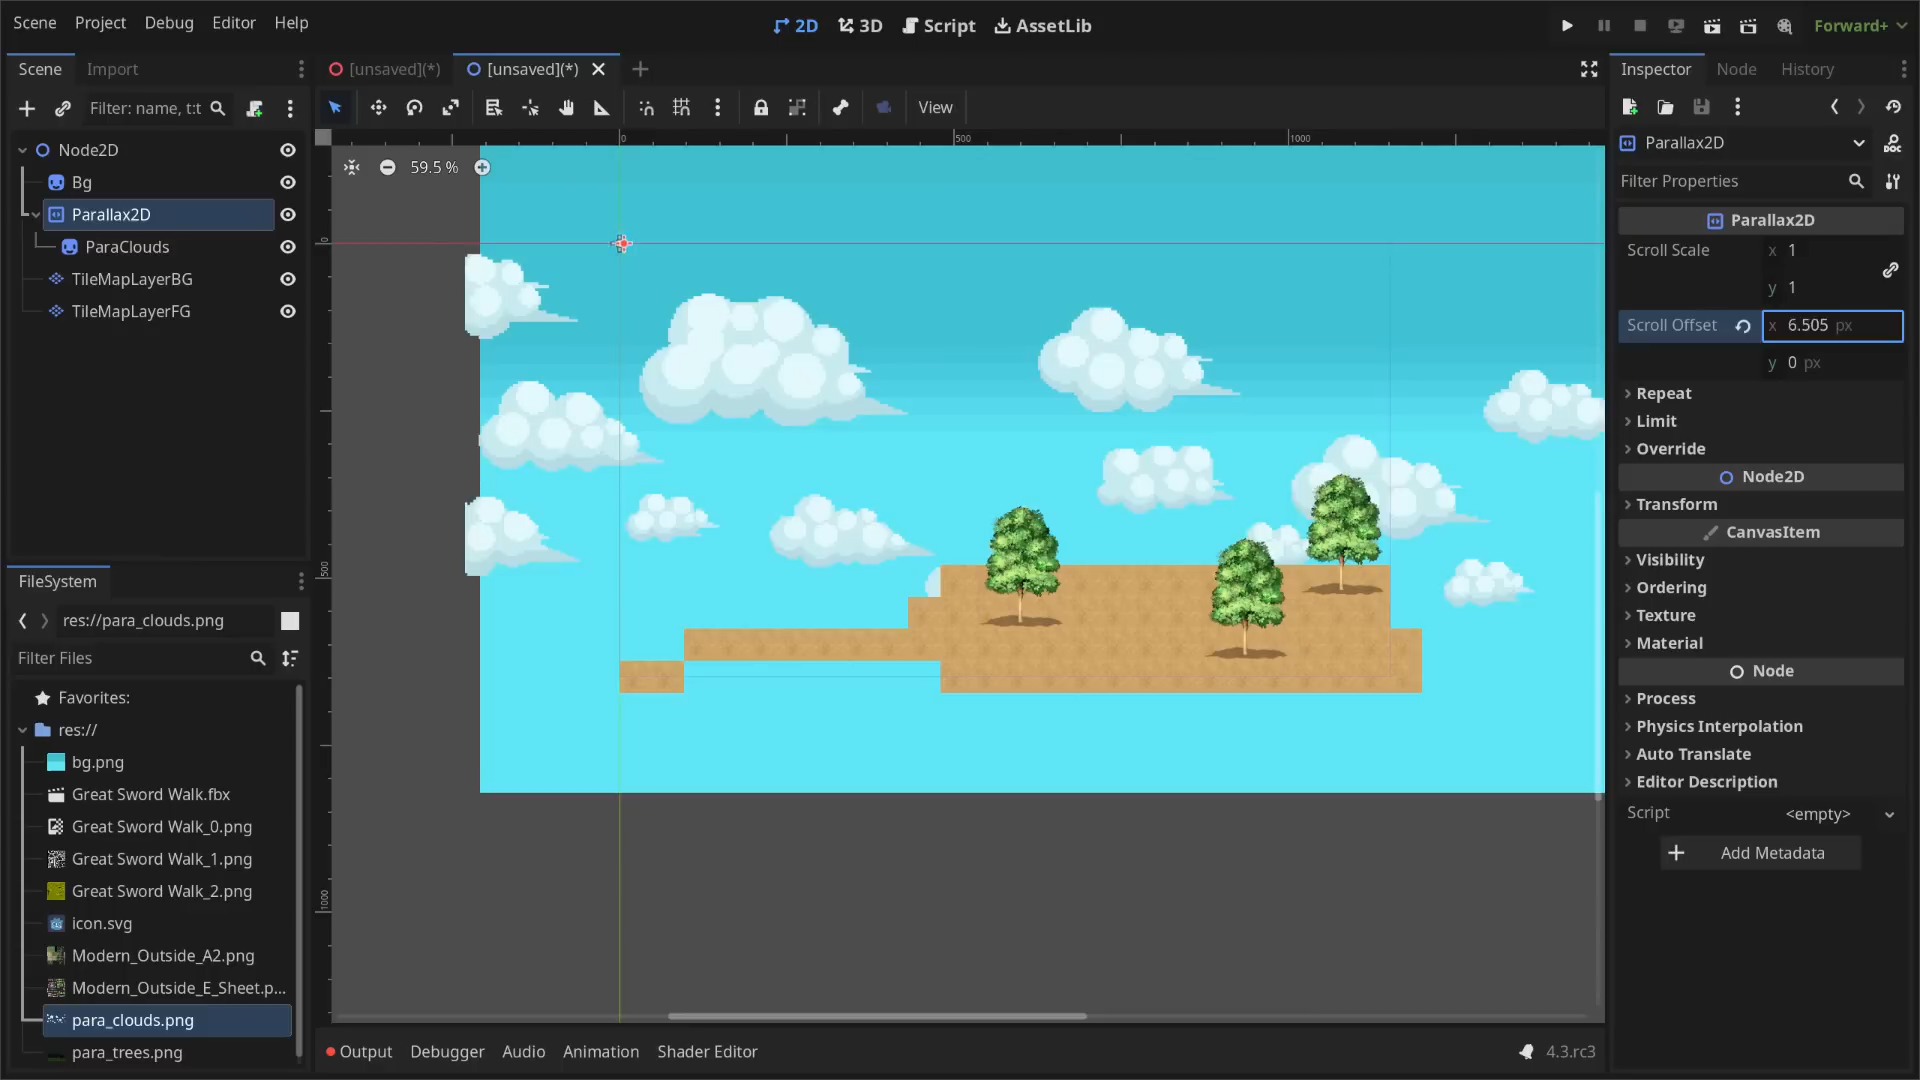 Scene Project Debug Editor Help
2D 3D Script AssetLib
Forward+
Scene Import
[unsaved](*) [unsaved](*)
Inspector Node History
Filter: name, t:t
View
Node2D
Bg
Parallax2D
ParaClouds
TileMapLayerBG
TileMapLayerFG
0 500 1000
59.5 %
0
500
1000
Parallax2D
DOC
Filter Properties
Parallax2D
Scroll Scale x 1
y 1
Scroll Offset x 6.505 px
y 0 px
Repeat
Limit
Override
Node2D
Transform
CanvasItem
Visibility
Ordering
Texture
Material
Node
Process
Physics Interpolation
Auto Translate
Editor Description
Script <empty>
Add Metadata
FileSystem
res://para_clouds.png
Filter Files
Favorites:
res://
bg.png
Great Sword Walk.fbx
Great Sword Walk_0.png
Great Sword Walk_1.png
Great Sword Walk_2.png
icon.svg
Modern_Outside_A2.png
Modern_Outside_E_Sheet.p...
para_clouds.png
para_trees.png
Output Debugger Audio Animation Shader Editor
4.3.rc3